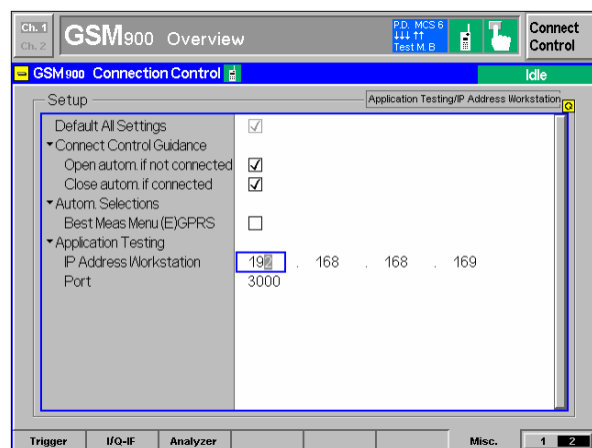 Ch. 1
Ch. 2
GSM900 Overview
P.D. MCS 6
↓↓↓ ↑↑
Test M. B
Connect
Control
GSM900 Connection Control
Idle
Setup
Application Testing/IP Address Workstation
Default All Settings
Connect Control Guidance
Open autom. if not connected
Close autom. if connected
Autom. Selections
Best Meas Menu (E)GPRS
Application Testing
IP Address Workstation 192 . 168 . 168 . 169
Port 3000
Trigger I/Q-IF Analyzer Misc. 1 2